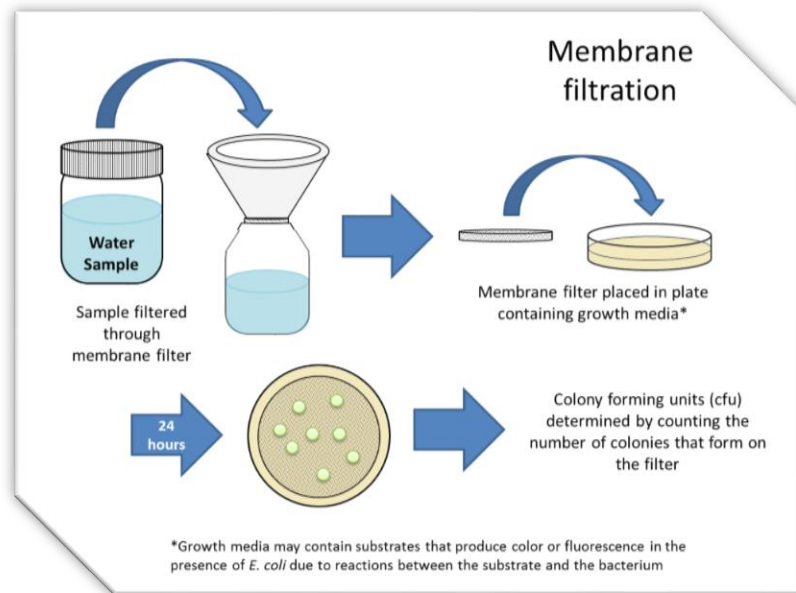 Membrane
filtration
Water
Sample
Sample filtered
through
membrane filter
Membrane filter placed in plate
containing growth media*
24
hours
Colony forming units (cfu)
determined by counting the
number of colonies that form on
the filter
*Growth media may contain substrates that produce color or fluorescence in the
presence of E. coli due to reactions between the substrate and the bacterium